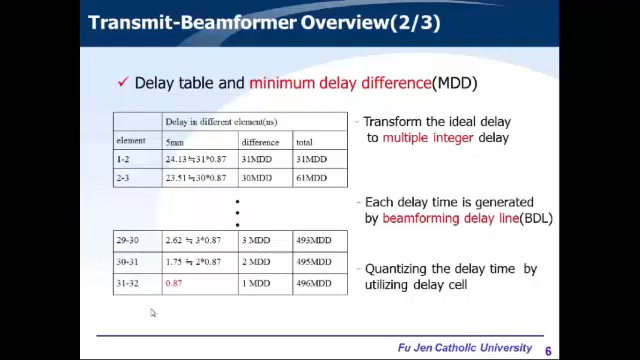 Transmit-Beamformer Overview(2/3)
✓ Delay table and minimum delay difference(MDD)
Delay in different element(ns)
element 5mm difference total
1-2 24.13≒31*0.87 31MDD 31MDD
2-3 23.51≒30*0.87 30MDD 61MDD
29-30 2.62 ≒ 3*0.87 3 MDD 493MDD
30-31 1.75 ≒ 2*0.87 2 MDD 495MDD
31-32 0.87 1 MDD 496MDD
- Transform the ideal delay
to multiple integer delay
- Each delay time is generated
by beamforming delay line(BDL)
- Quantizing the delay time by
utilizing delay cell
Fu Jen Catholic University 6